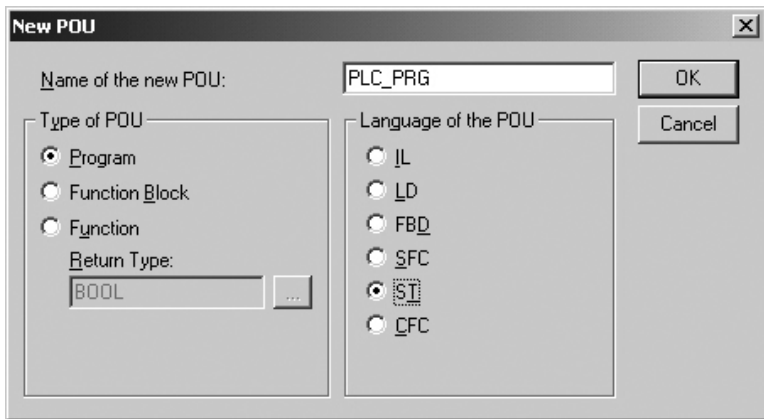 New POU
Name of the new POU: PLC_PRG
OK
Cancel
Type of POU
Program
Function Block
Function
Return Type:
BOOL
...
Language of the POU
IL
LD
FBD
SFC
ST
CFC